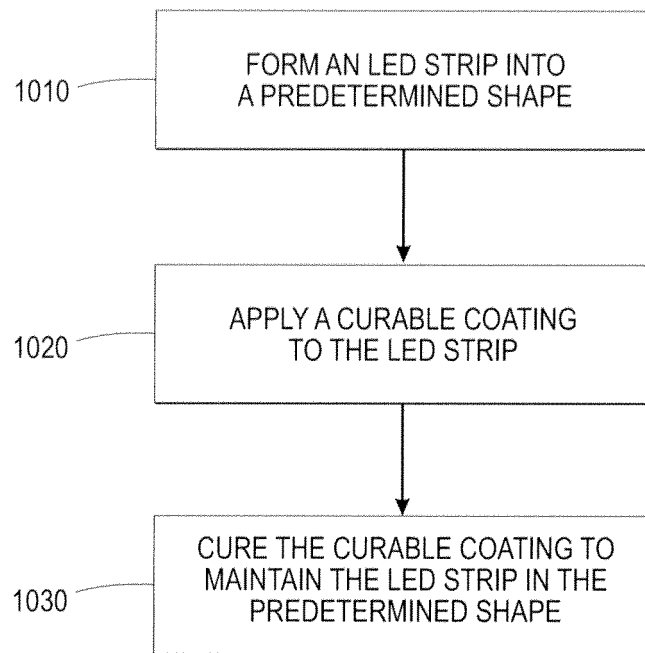 1010
FORM AN LED STRIP INTO
A PREDETERMINED SHAPE
1020
APPLY A CURABLE COATING
TO THE LED STRIP
1030
CURE THE CURABLE COATING TO
MAINTAIN THE LED STRIP IN THE
PREDETERMINED SHAPE